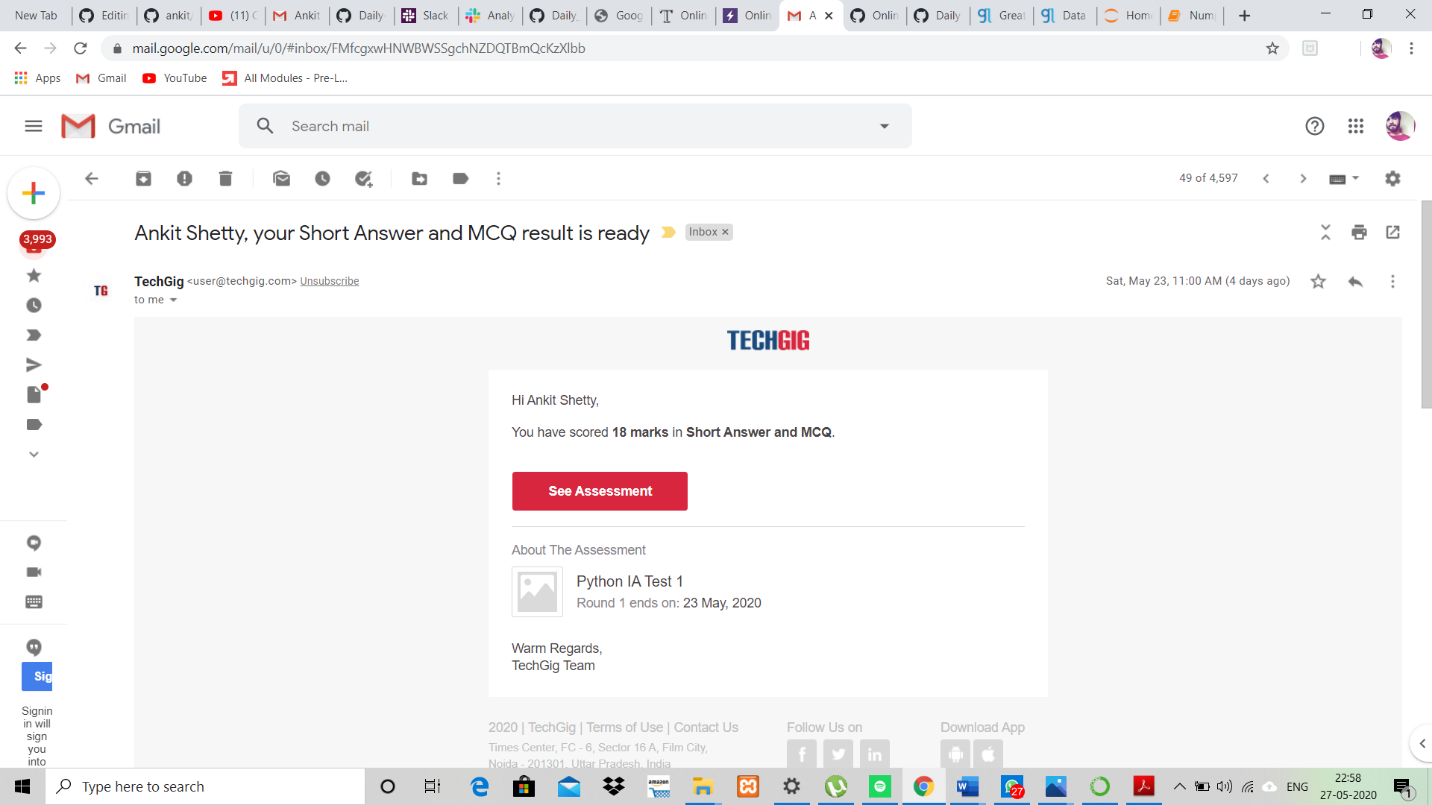 New Tab
Editin
ankit/
(11) C
Ankit
Daily
Slack
Analy
Daily_
Goog
Onlin
Onlin
A
Onlin
Daily
Great
Data
Hom
Num
mail.google.com/mail/u/0/#inbox/FMfcgxwHNWBWSSgchNZDQTBmQcKzXlbb
Apps Gmail YouTube All Modules - Pre-L...
Gmail
Search mail
49 of 4,597
3,993
Ankit Shetty, your Short Answer and MCQ result is ready Inbox ×
TechGig <user@techgig.com> Unsubscribe
Sat, May 23, 11:00 AM (4 days ago)
to me
TG
TECHGIG
Hi Ankit Shetty,
You have scored 18 marks in Short Answer and MCQ.
See Assessment
About The Assessment
Python IA Test 1
Round 1 ends on: 23 May, 2020
Warm Regards,
TechGig Team
2020 | TechGig | Terms of Use | Contact Us
Times Center, FC - 6, Sector 16 A, Film City,
Noida - 201301, Uttar Pradesh, India
Follow Us on
Download App
Sig
Signin
in will
sign
you
into
Type here to search
amazon
27
ENG
22:58
27-05-2020
1